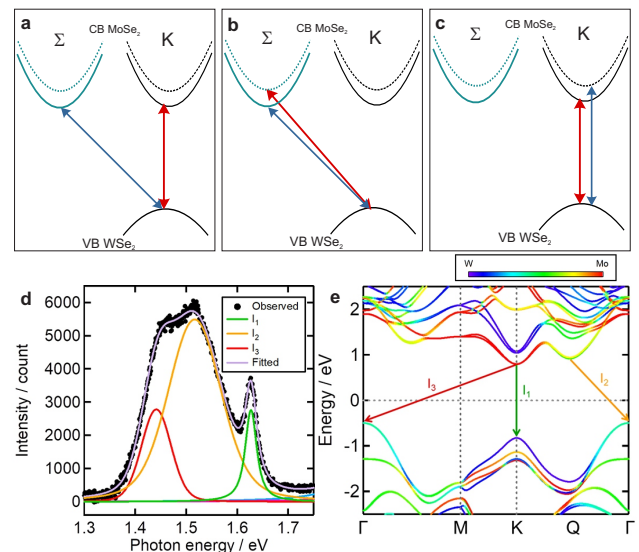 a
CB MoSe₂
Σ
K
VB WSe₂
b
CB MoSe₂
Σ
K
VB WSe₂
c
CB MoSe₂
Σ
K
VB WSe₂
d
6000
5000
4000
3000
2000
1000
0
Intensity / count
1.3
1.4
1.5
1.6
1.7
Photon energy / eV
Observed
I₁
I₂
I₃
Fitted
W
Mo
e
2
1
0
-1
-2
Energy / eV
I₃
I₁
I₂
Γ
M
K
Q
Γ